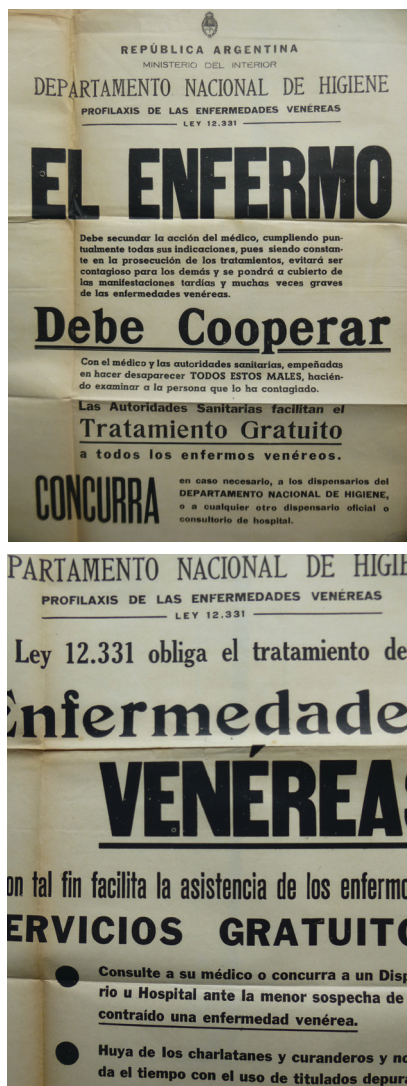 REPÚBLICA ARGENTINA
MINISTERIO DEL INTERIOR
DEPARTAMENTO NACIONAL DE HIGIENE
PROFILAXIS DE LAS ENFERMEDADES VENÉREAS
LEY 12.331
EL ENFERMO
Debe secundar la acción del médico, cumpliendo pun-
tualmente todas sus indicaciones, pues siendo constan-
te en la prosecución de los tratamientos, evitará ser
contagioso para los demás y se pondrá a cubierto de
las manifestaciones tardías y muchas veces graves
de las enfermedades venéreas.
Debe Cooperar
Con el médico y las autoridades sanitarias, empeñadas
en hacer desaparecer TODOS ESTOS MALES, hacién-
do examinar a la persona que lo ha contagiado.
Las Autoridades Sanitarias facilitan el
Tratamiento Gratuito
a todos los enfermos venéreos.
CONCURRA
en caso necesario, a los dispensarios del
DEPARTAMENTO NACIONAL DE HIGIENE,
o a cualquier otro dispensario oficial o
consultorio de hospital.
PARTAMENTO NACIONAL DE HIGIE
PROFILAXIS DE LAS ENFERMEDADES VENÉREAS
LEY 12.331
Ley 12.331 obliga el tratamiento de
Enfermedade
VENÉREAS
on tal fin facilita la asistencia de los enfermo
ERVICIOS GRATUITO
Consulte a su médico o concurra a un Disp
rio u Hospital ante la menor sospecha de
contraído una enfermedad venérea.
Huya de los charlatanes y curanderos y no
da el tiempo con el uso de titulados depura